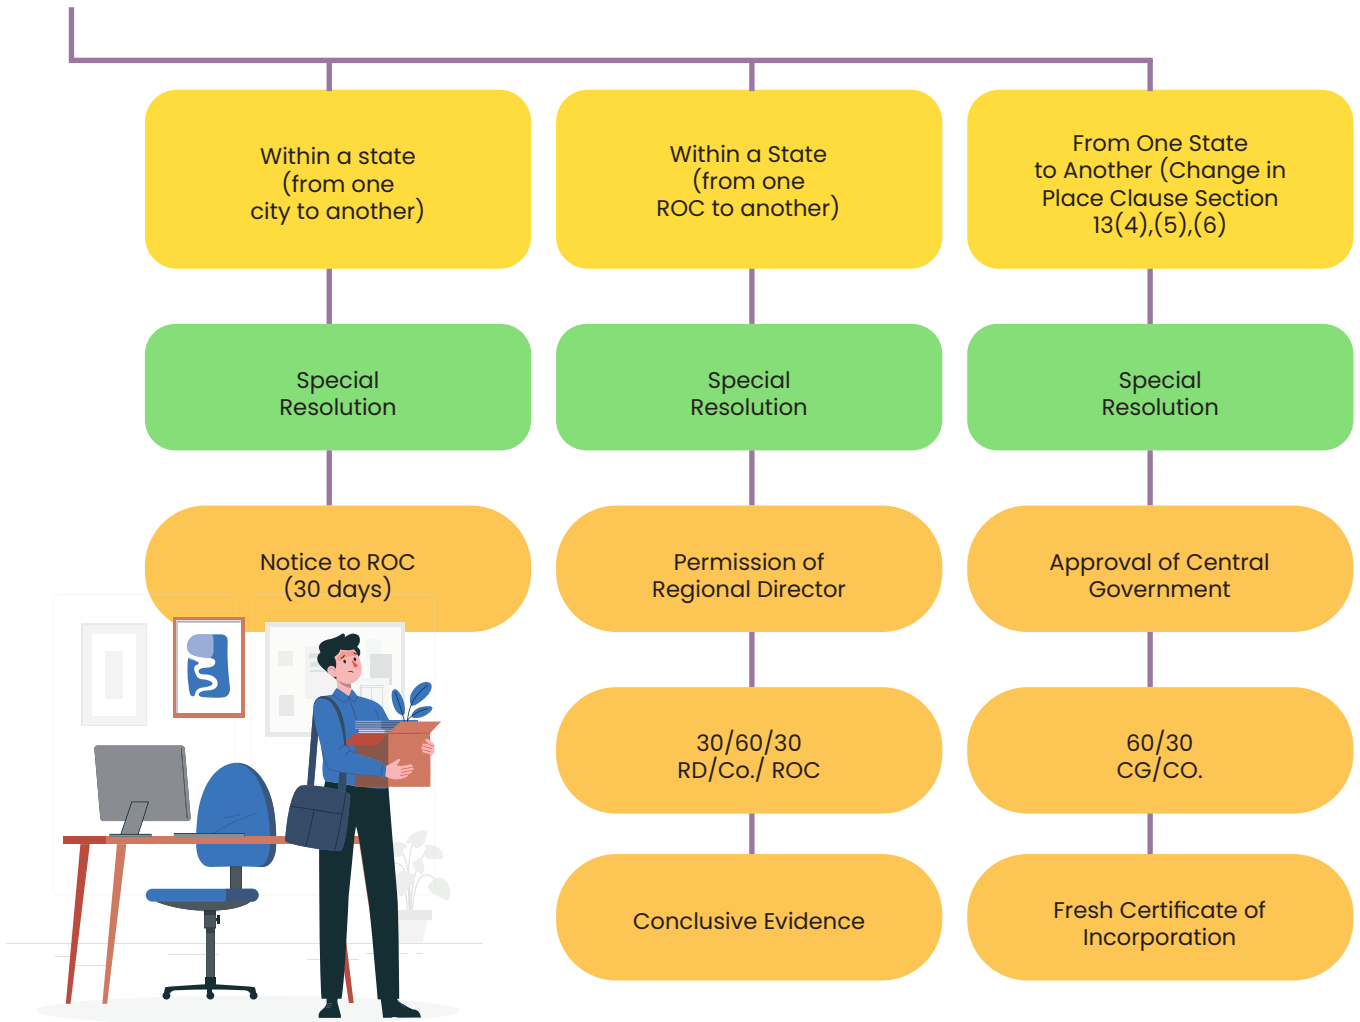 Within a state
(from one
city to another)
Within a State
(from one
ROC to another)
From One State
to Another (Change in
Place Clause Section
13(4),(5),(6)
Special
Resolution
Special
Resolution
Special
Resolution
Notice to ROC
(30 days)
Permission of
Regional Director
Approval of Central
Government
30/60/30
RD/Co./ ROC
60/30
CG/CO.
Conclusive Evidence
Fresh Certificate of
Incorporation